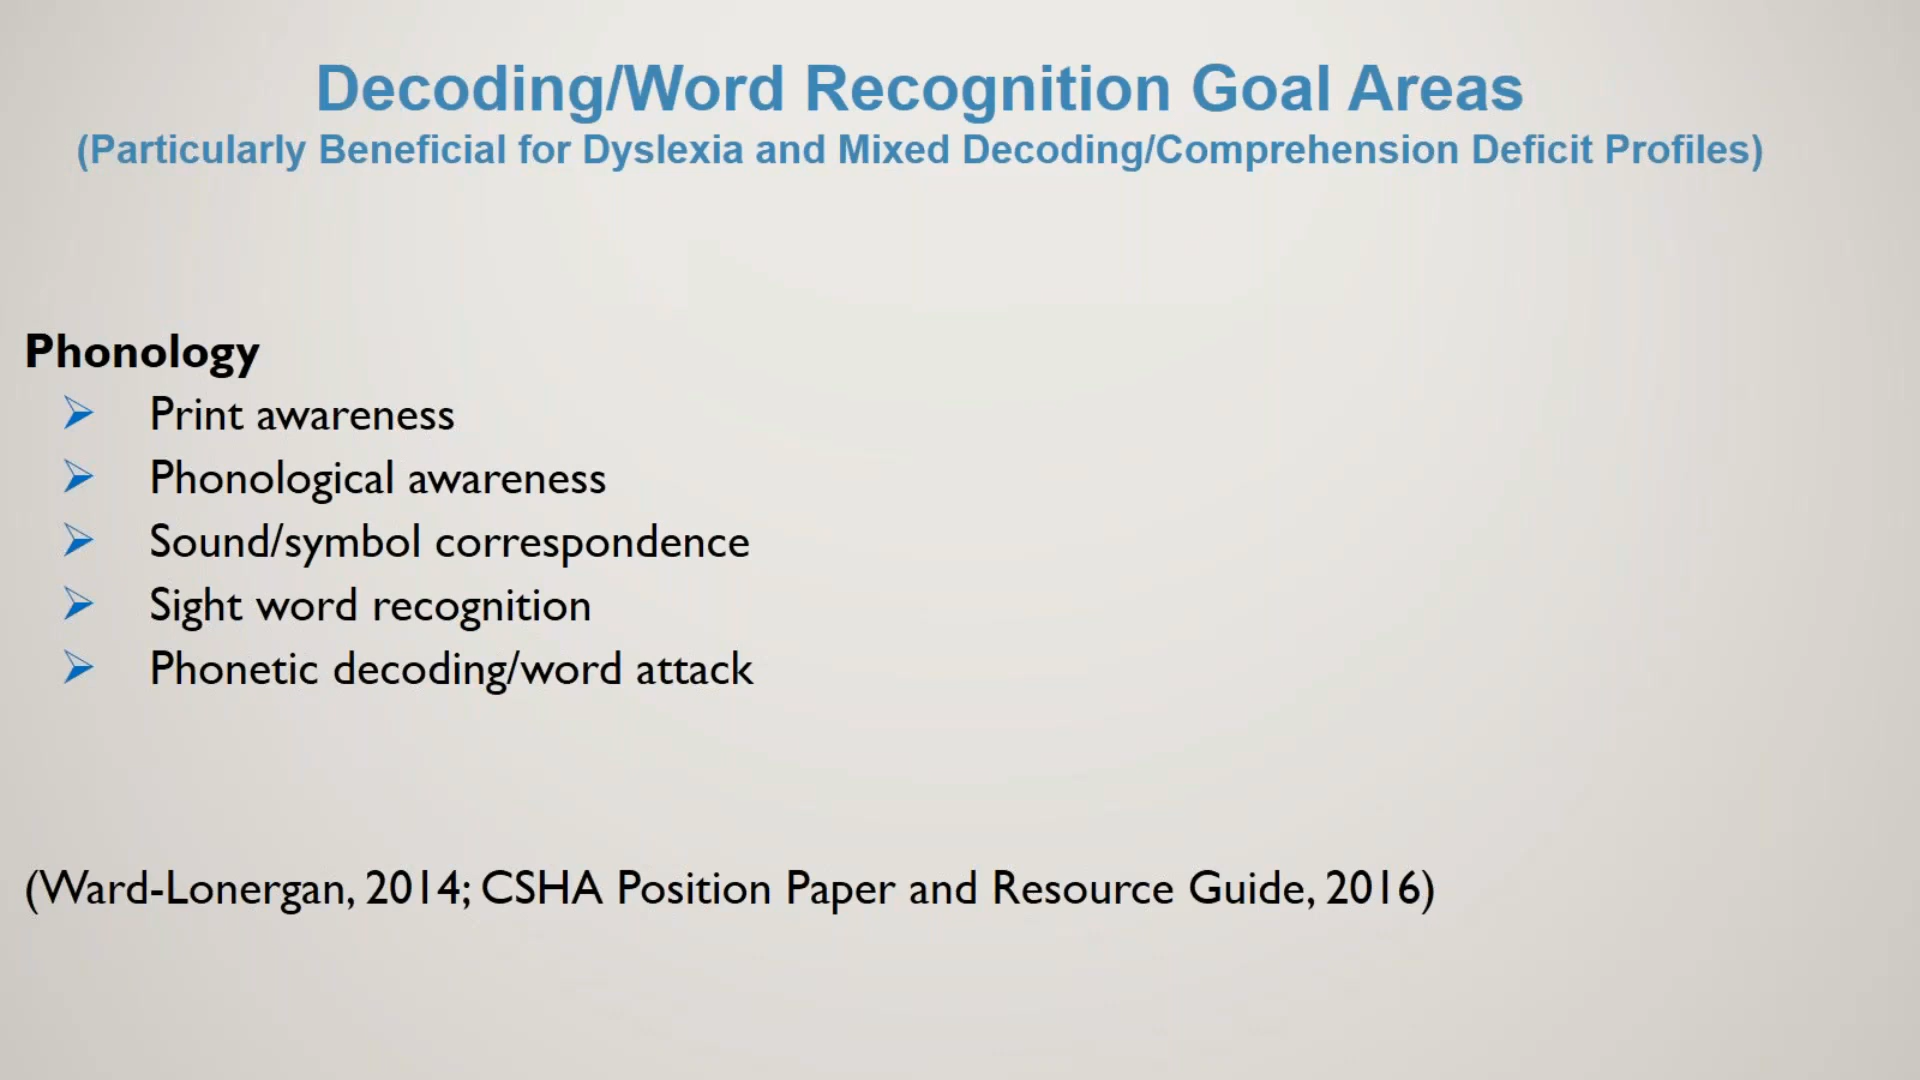 Decoding/Word Recognition Goal Areas
(Particularly Beneficial for Dyslexia and Mixed Decoding/Comprehension Deficit Profiles)
Phonology
Print awareness
Phonological awareness
Sound/symbol correspondence
Sight word recognition
Phonetic decoding/word attack
(Ward-Lonergan, 2014; CSHA Position Paper and Resource Guide, 2016)